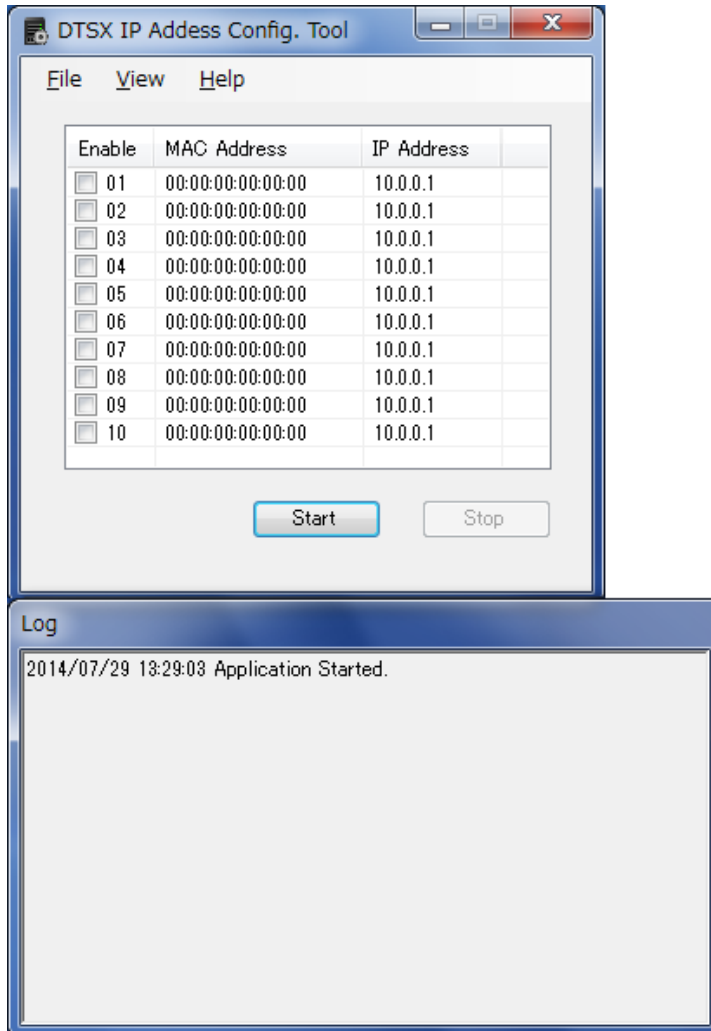 DTSX IP Addess Config. Tool
File View Help
Enable MAC Address IP Address
01 00:00:00:00:00:00 10.0.0.1
02 00:00:00:00:00:00 10.0.0.1
03 00:00:00:00:00:00 10.0.0.1
04 00:00:00:00:00:00 10.0.0.1
05 00:00:00:00:00:00 10.0.0.1
06 00:00:00:00:00:00 10.0.0.1
07 00:00:00:00:00:00 10.0.0.1
08 00:00:00:00:00:00 10.0.0.1
09 00:00:00:00:00:00 10.0.0.1
10 00:00:00:00:00:00 10.0.0.1
Start Stop
Log
2014/07/29 13:29:03 Application Started.